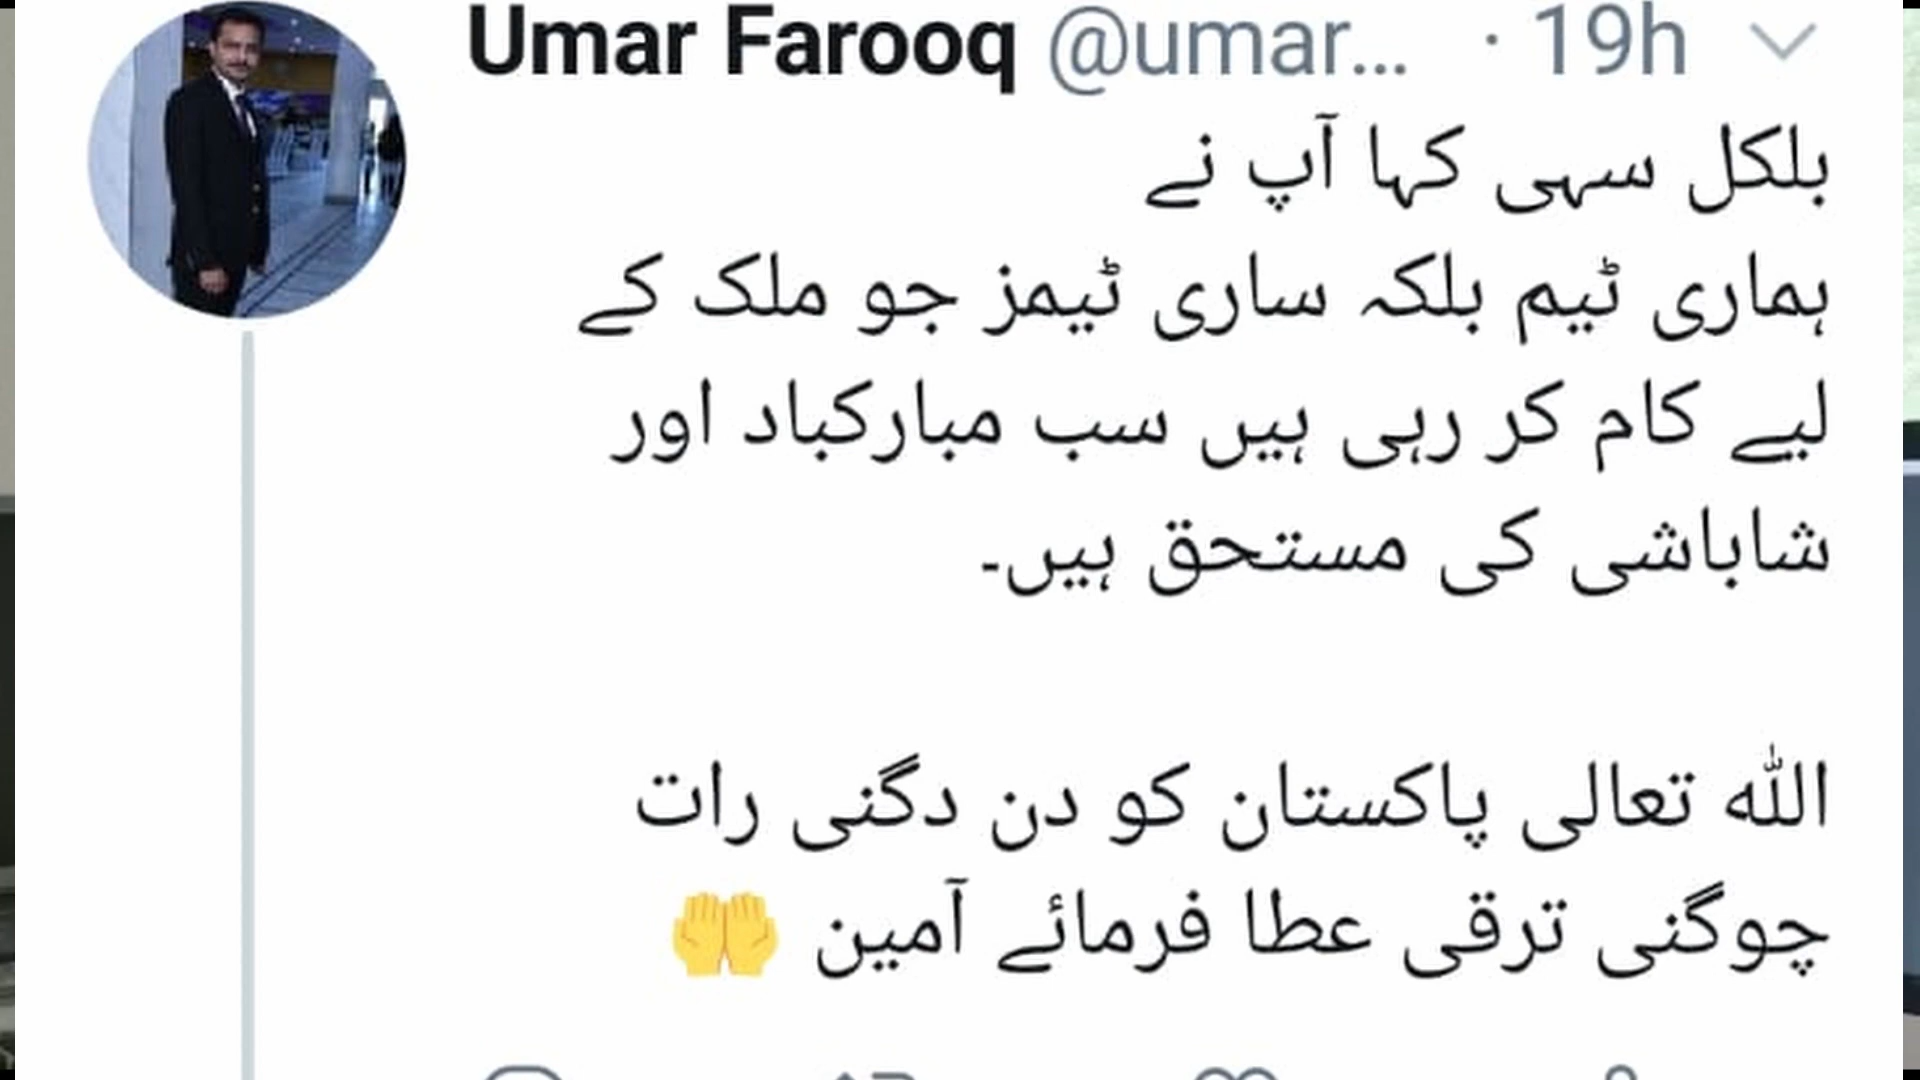 Umar Farooq @umar... · 19h
بلکل سہی کہا آپ نے
ہماری ٹیم بلکہ ساری ٹیمز جو ملک کے
لیے کام کر رہی ہیں سب مبارکباد اور
شاباشی کی مستحق ہیں۔
اللّٰہ تعالی پاکستان کو دن دگنی رات
چوگنی ترقی عطا فرمائے آمین 🤲